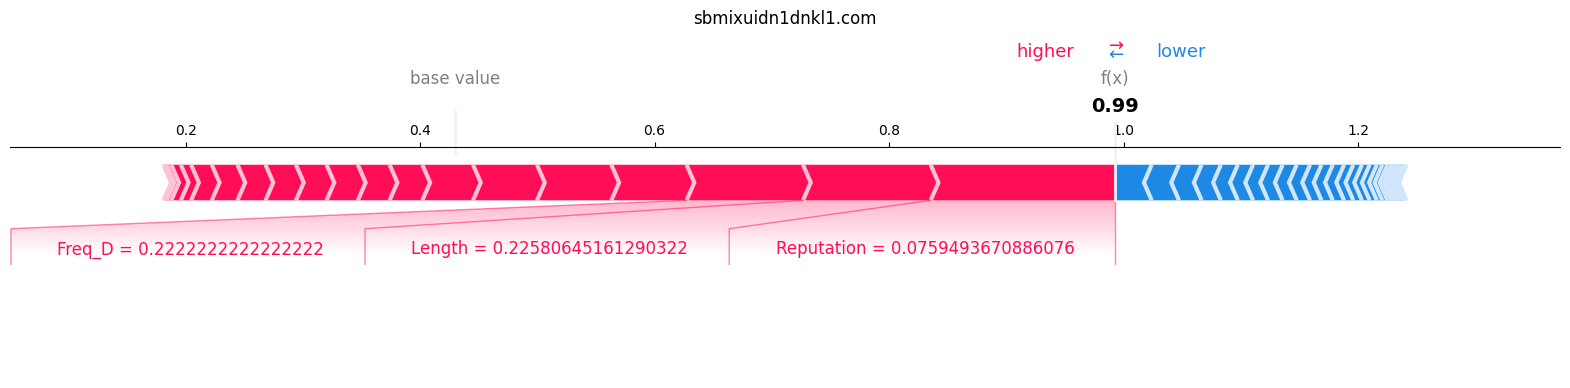 sbmixuidn1dnkl1.com
higher ⇄ lower
base value f(x)
0.99
0.2 0.4 0.6 0.8 1.0 1.2
Freq_D = 0.2222222222222222 Length = 0.22580645161290322 Reputation = 0.0759493670886076